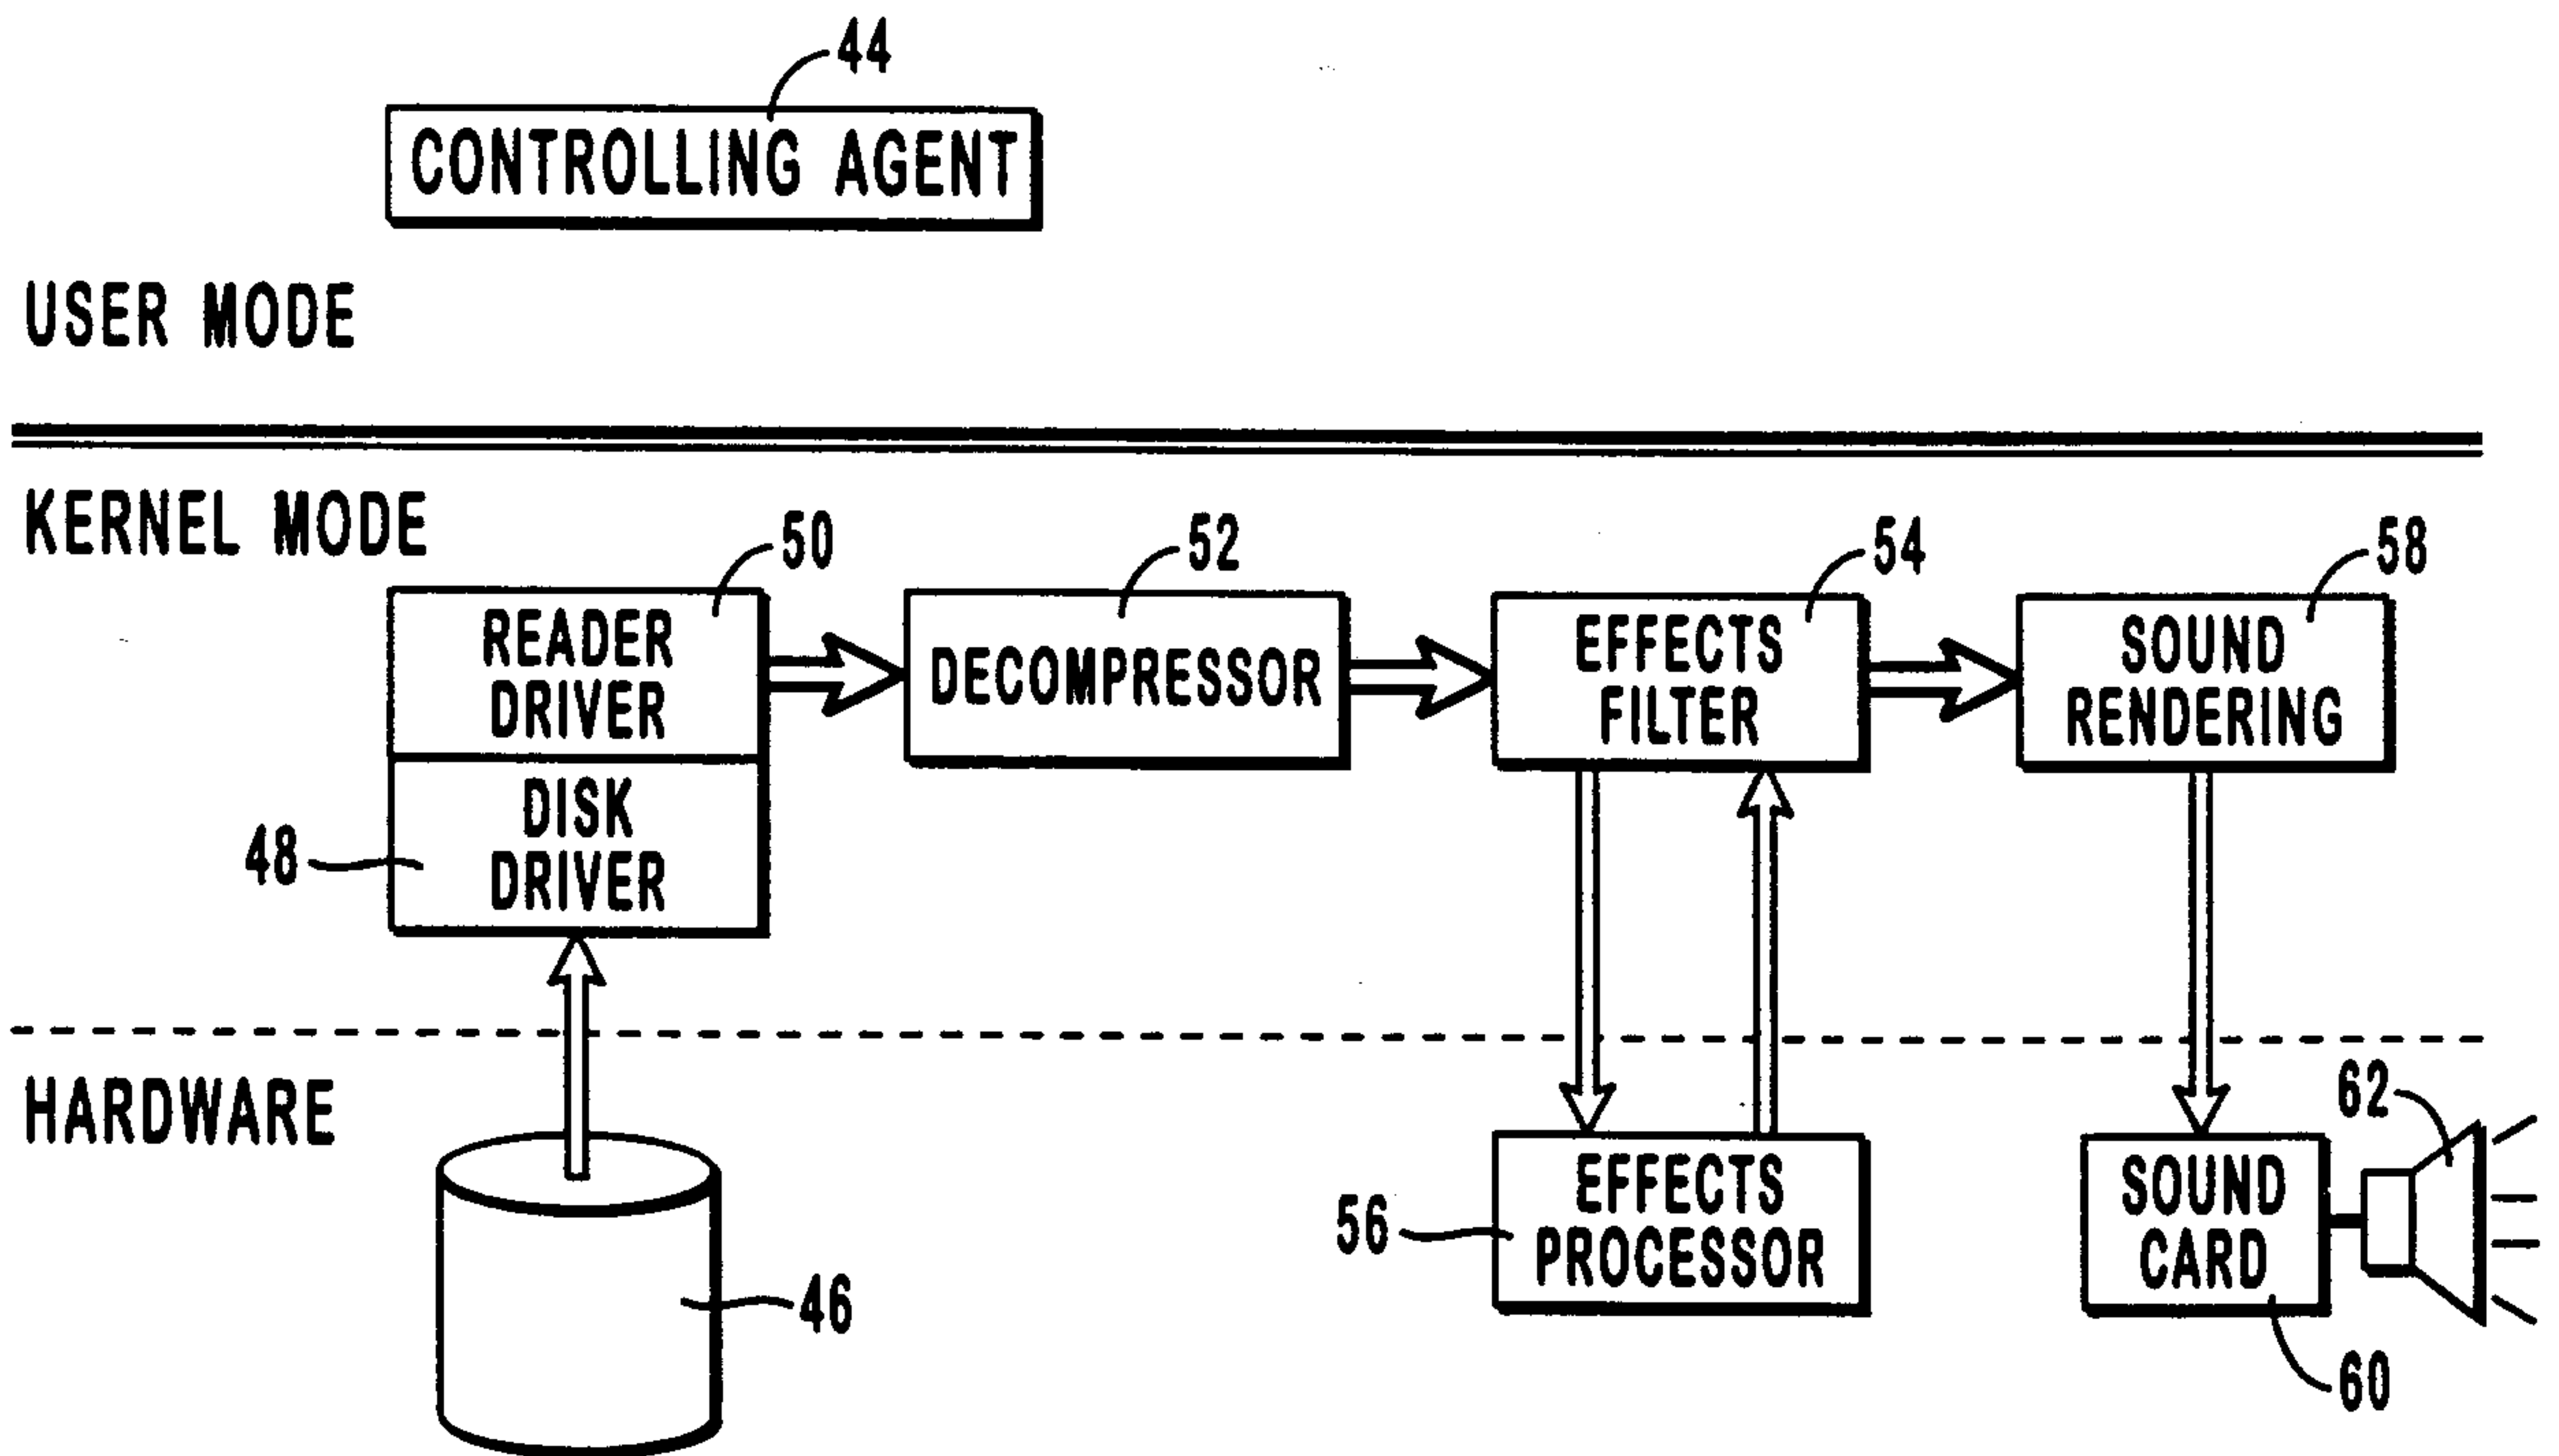 44
CONTROLLING AGENT
USER MODE
KERNEL MODE
50
52
54
58
READER
DRIVER
DECOMPRESSOR
EFFECTS
FILTER
SOUND
RENDERING
48
DISK
DRIVER
HARDWARE
62
56
EFFECTS
PROCESSOR
SOUND
CARD
46
60